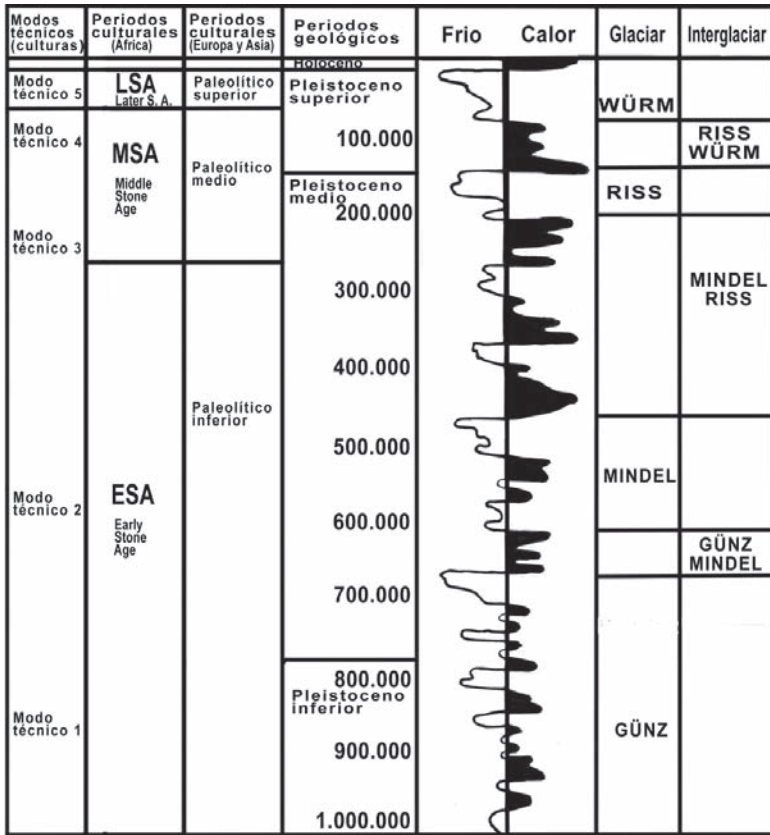 Modos
técnicos
(culturas)
Periodos
culturales
(Africa)
Periodos
culturales
(Europa y Asia)
Periodos
geológicos
Frio
Calor
Glaciar
Interglaciar
Holoceno
Modo
técnico 5
LSA
Later S. A.
Paleolítico
superior
Pleistoceno
superior
WÜRM
Modo
técnico 4
MSA
Middle
Stone
Age
Paleolítico
medio
100.000
RISS
WÜRM
Pleistoceno
medio
200.000
RISS
Modo
técnico 3
300.000
MINDEL
RISS
400.000
Paleolítico
inferior
500.000
MINDEL
Modo
técnico 2
ESA
Early
Stone
Age
600.000
GÜNZ
MINDEL
700.000
800.000
Pleistoceno
inferior
Modo
técnico 1
GÜNZ
900.000
1.000.000